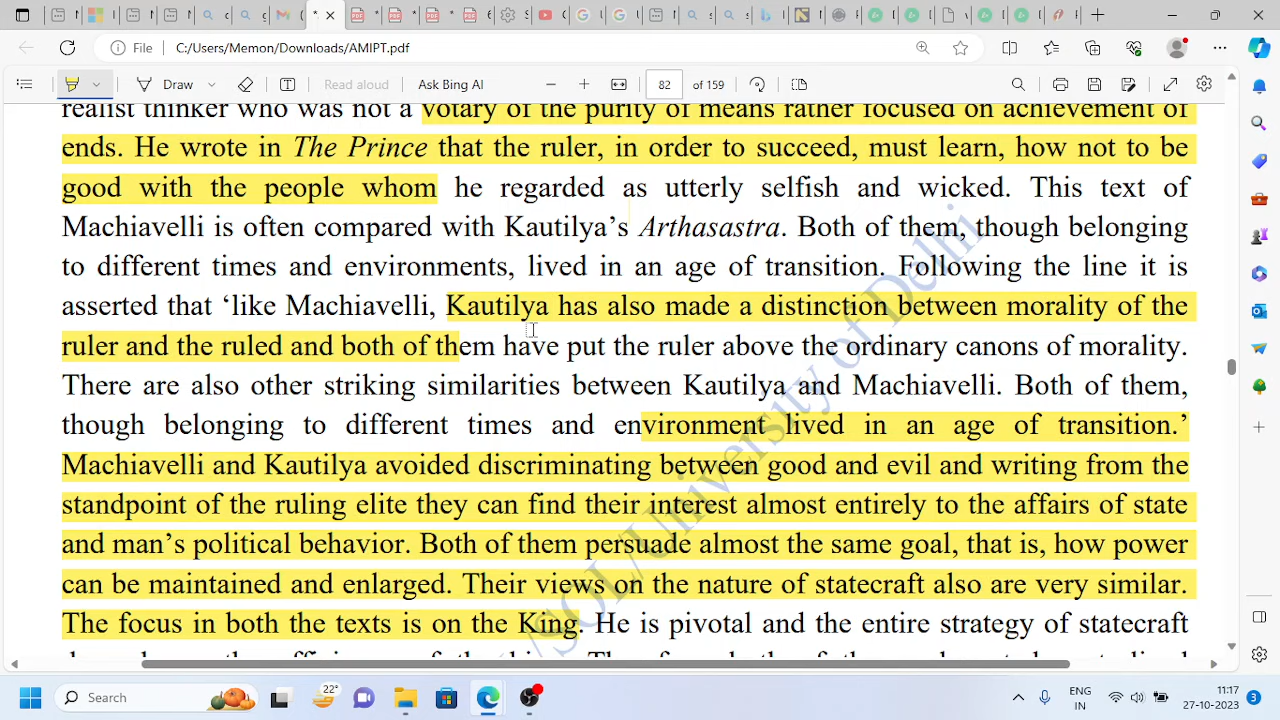 File
C:/Users/Memon/Downloads/AMIPT.pdf
Draw
Read aloud
Ask Bing AI
82 of 159
realist thinker who was not a votary of the purity of means rather focused on achievement of
ends. He wrote in The Prince that the ruler, in order to succeed, must learn, how not to be
good with the people whom he regarded as utterly selfish and wicked. This text of
Machiavelli is often compared with Kautilya’s Arthasastra. Both of them, though belonging
to different times and environments, lived in an age of transition. Following the line it is
asserted that ‘like Machiavelli, Kautilya has also made a distinction between morality of the
ruler and the ruled and both of them have put the ruler above the ordinary canons of morality.
There are also other striking similarities between Kautilya and Machiavelli. Both of them,
though belonging to different times and environment lived in an age of transition.’
Machiavelli and Kautilya avoided discriminating between good and evil and writing from the
standpoint of the ruling elite they can find their interest almost entirely to the affairs of state
and man’s political behavior. Both of them persuade almost the same goal, that is, how power
can be maintained and enlarged. Their views on the nature of statecraft also are very similar.
The focus in both the texts is on the King. He is pivotal and the entire strategy of statecraft
/SOL/University of Delhi
Search
22°
ENG
IN
11:17
27-10-2023
3